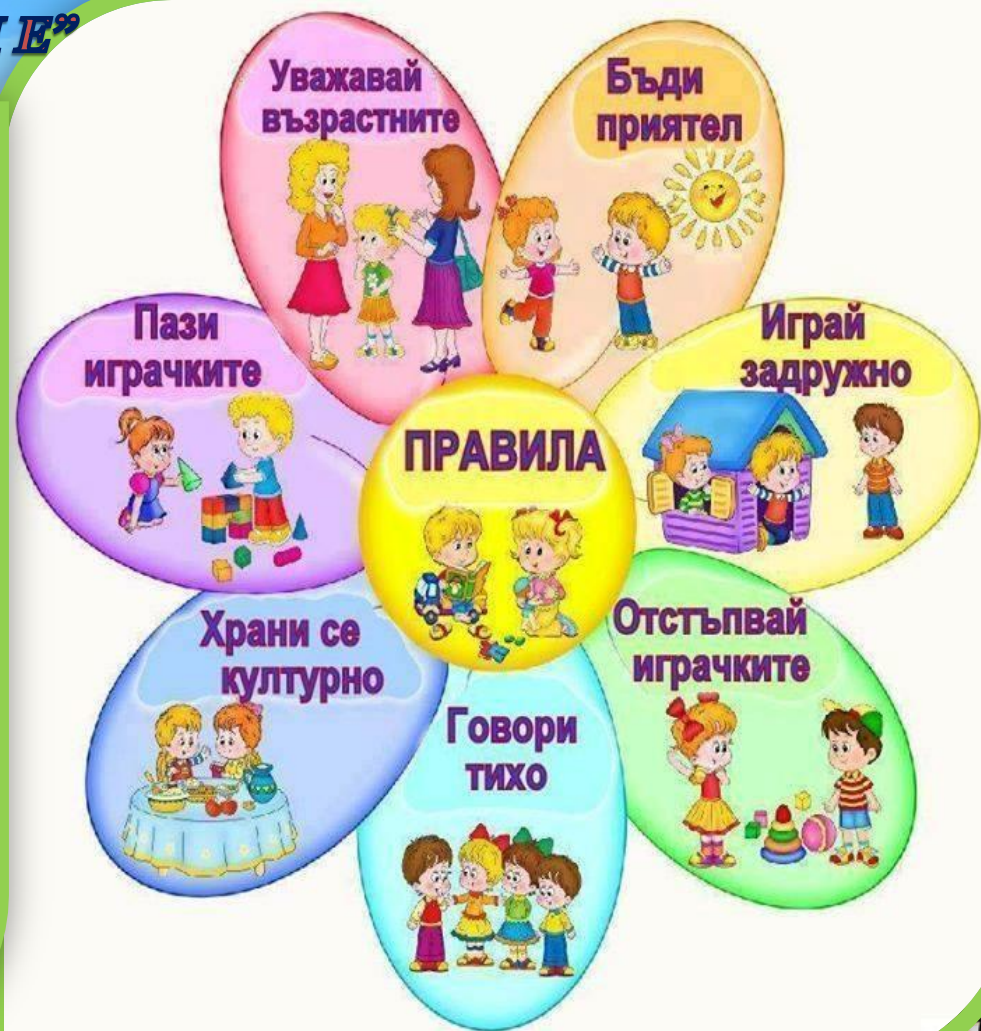 Е”
Уважавай
възрастните
Бъди
приятел
Пази
играчките
Играй
задружно
ПРАВИЛА
Храни се
културно
Отстъпвай
играчките
Говори
тихо